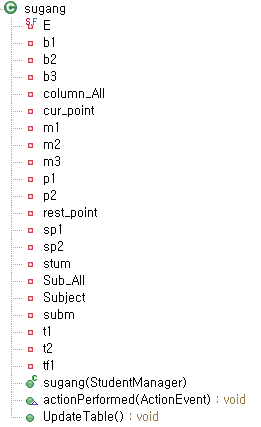 sugang
E
b1
b2
b3
column_All
cur_point
m1
m2
m3
p1
p2
rest_point
sp1
sp2
stum
Sub_All
Subject
subm
t1
t2
tf1
sugang(StudentManager)
actionPerformed(ActionEvent) : void
UpdateTable() : void